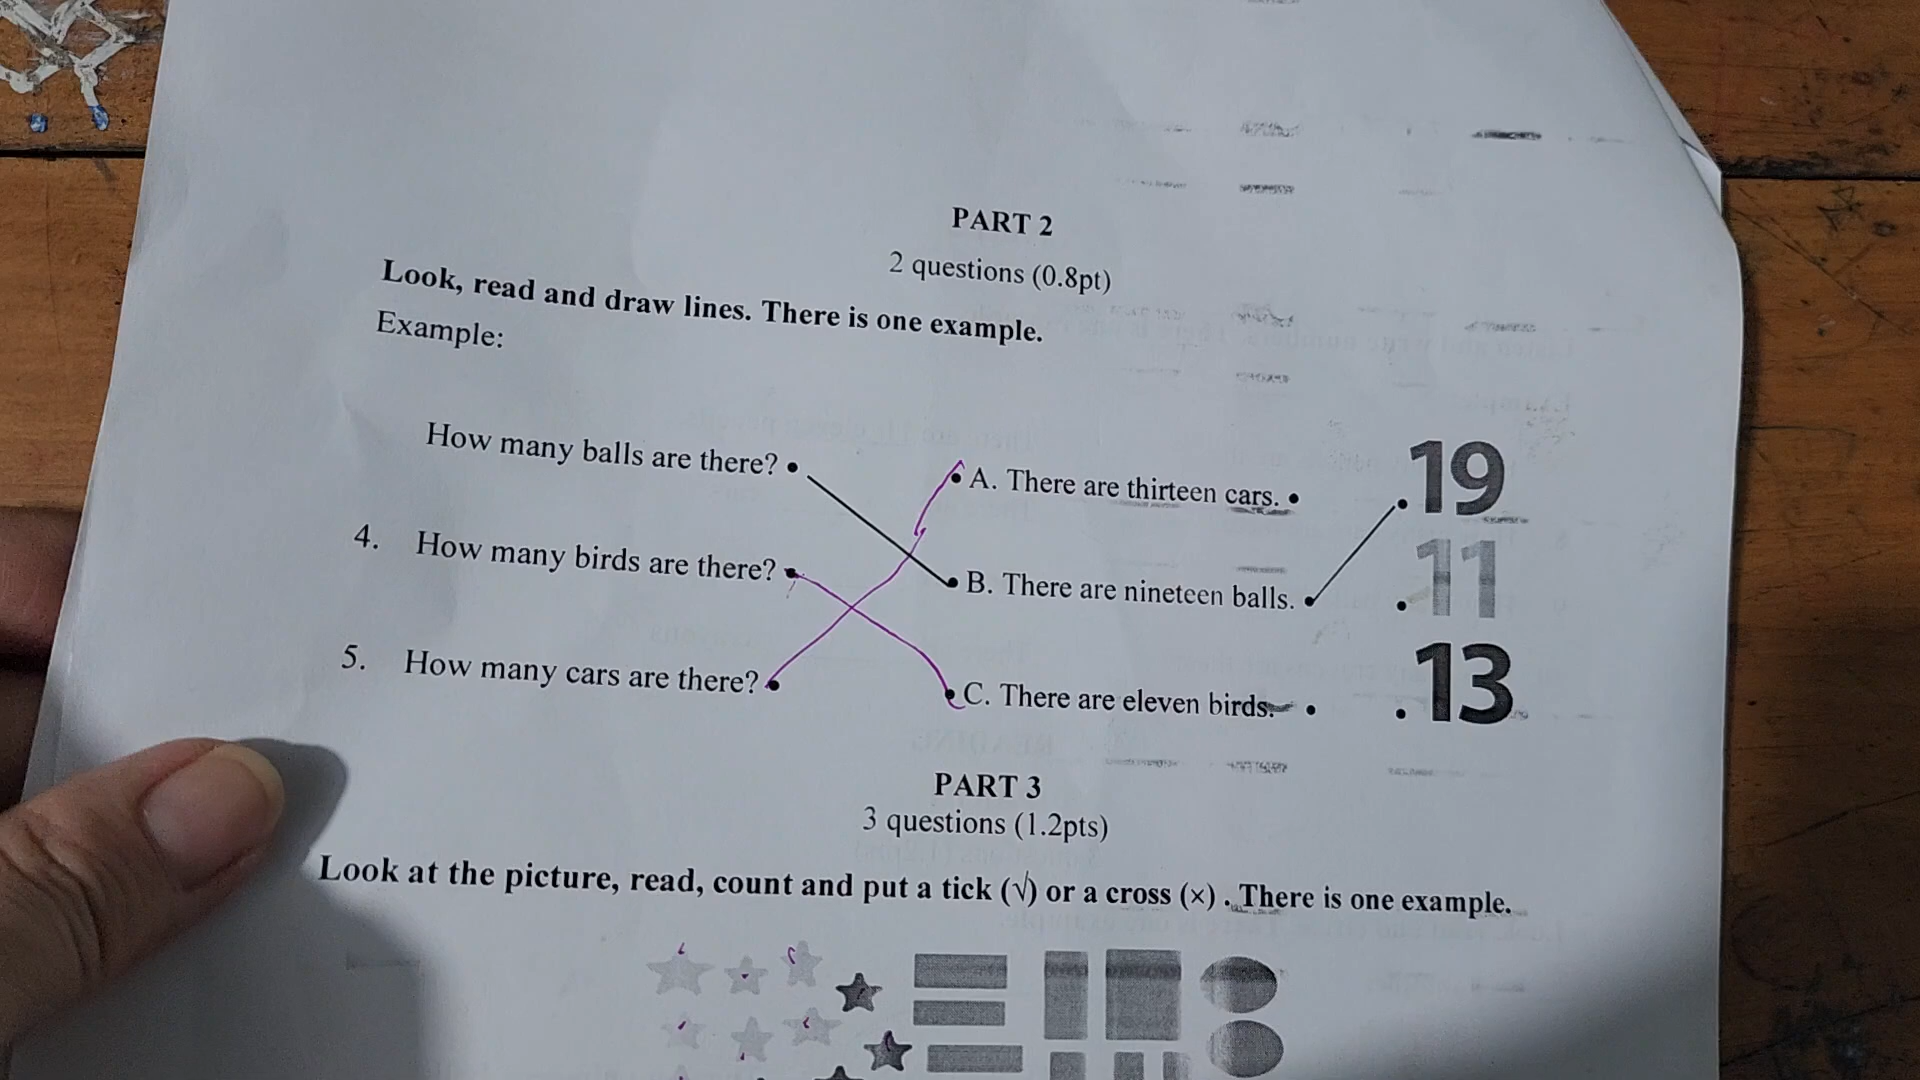 PART 2
2 questions (0.8pt)
Look, read and draw lines. There is one example.
Example:
How many balls are there? •
4. How many birds are there? •
5. How many cars are there? •
• A. There are thirteen cars. •
• B. There are nineteen balls. •
• C. There are eleven birds. •
.19
.11
.13
PART 3
3 questions (1.2pts)
Look at the picture, read, count and put a tick (√) or a cross (×) . There is one example.